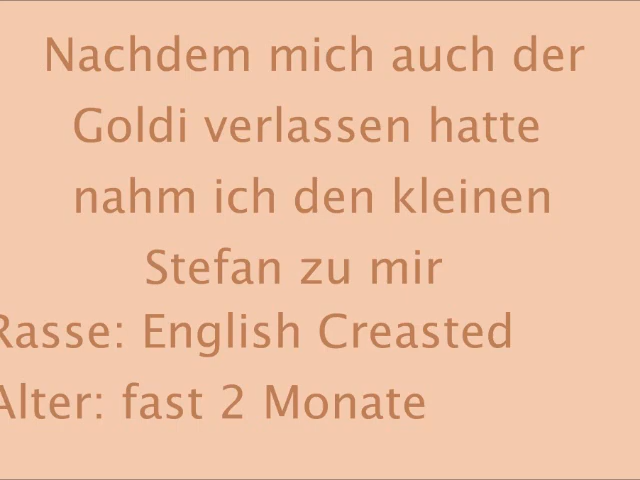 Nachdem mich auch der
Goldi verlassen hatte
nahm ich den kleinen
Stefan zu mir
Rasse: English Creasted
Alter: fast 2 Monate